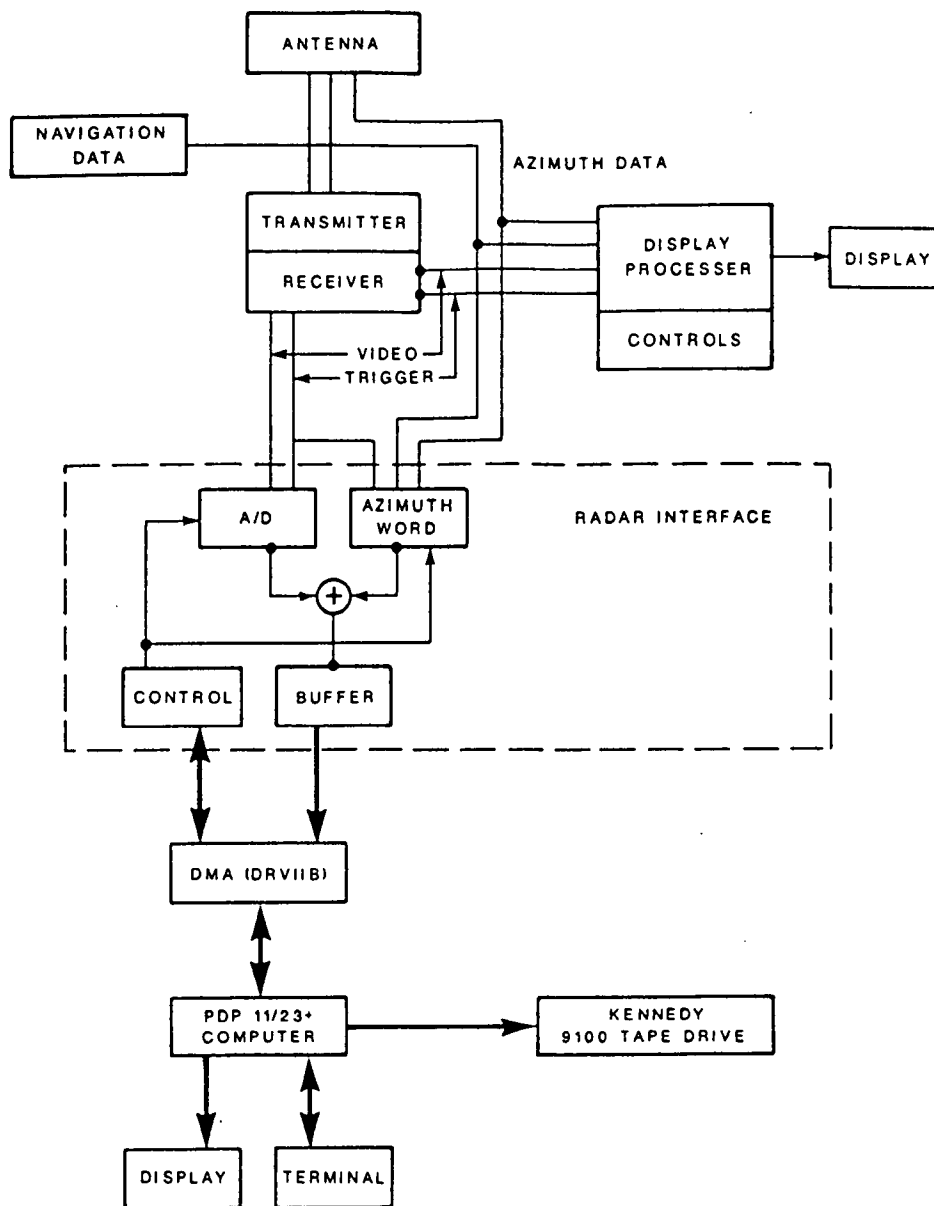 ANTENNA
NAVIGATION
DATA
AZIMUTH DATA
TRANSMITTER
RECEIVER
DISPLAY
PROCESSER
CONTROLS
DISPLAY
VIDEO
TRIGGER
A/D
AZIMUTH
WORD
RADAR INTERFACE
+
CONTROL
BUFFER
DMA (DRVIIB)
PDP 11/23+
COMPUTER
KENNEDY
9100 TAPE DRIVE
DISPLAY
TERMINAL